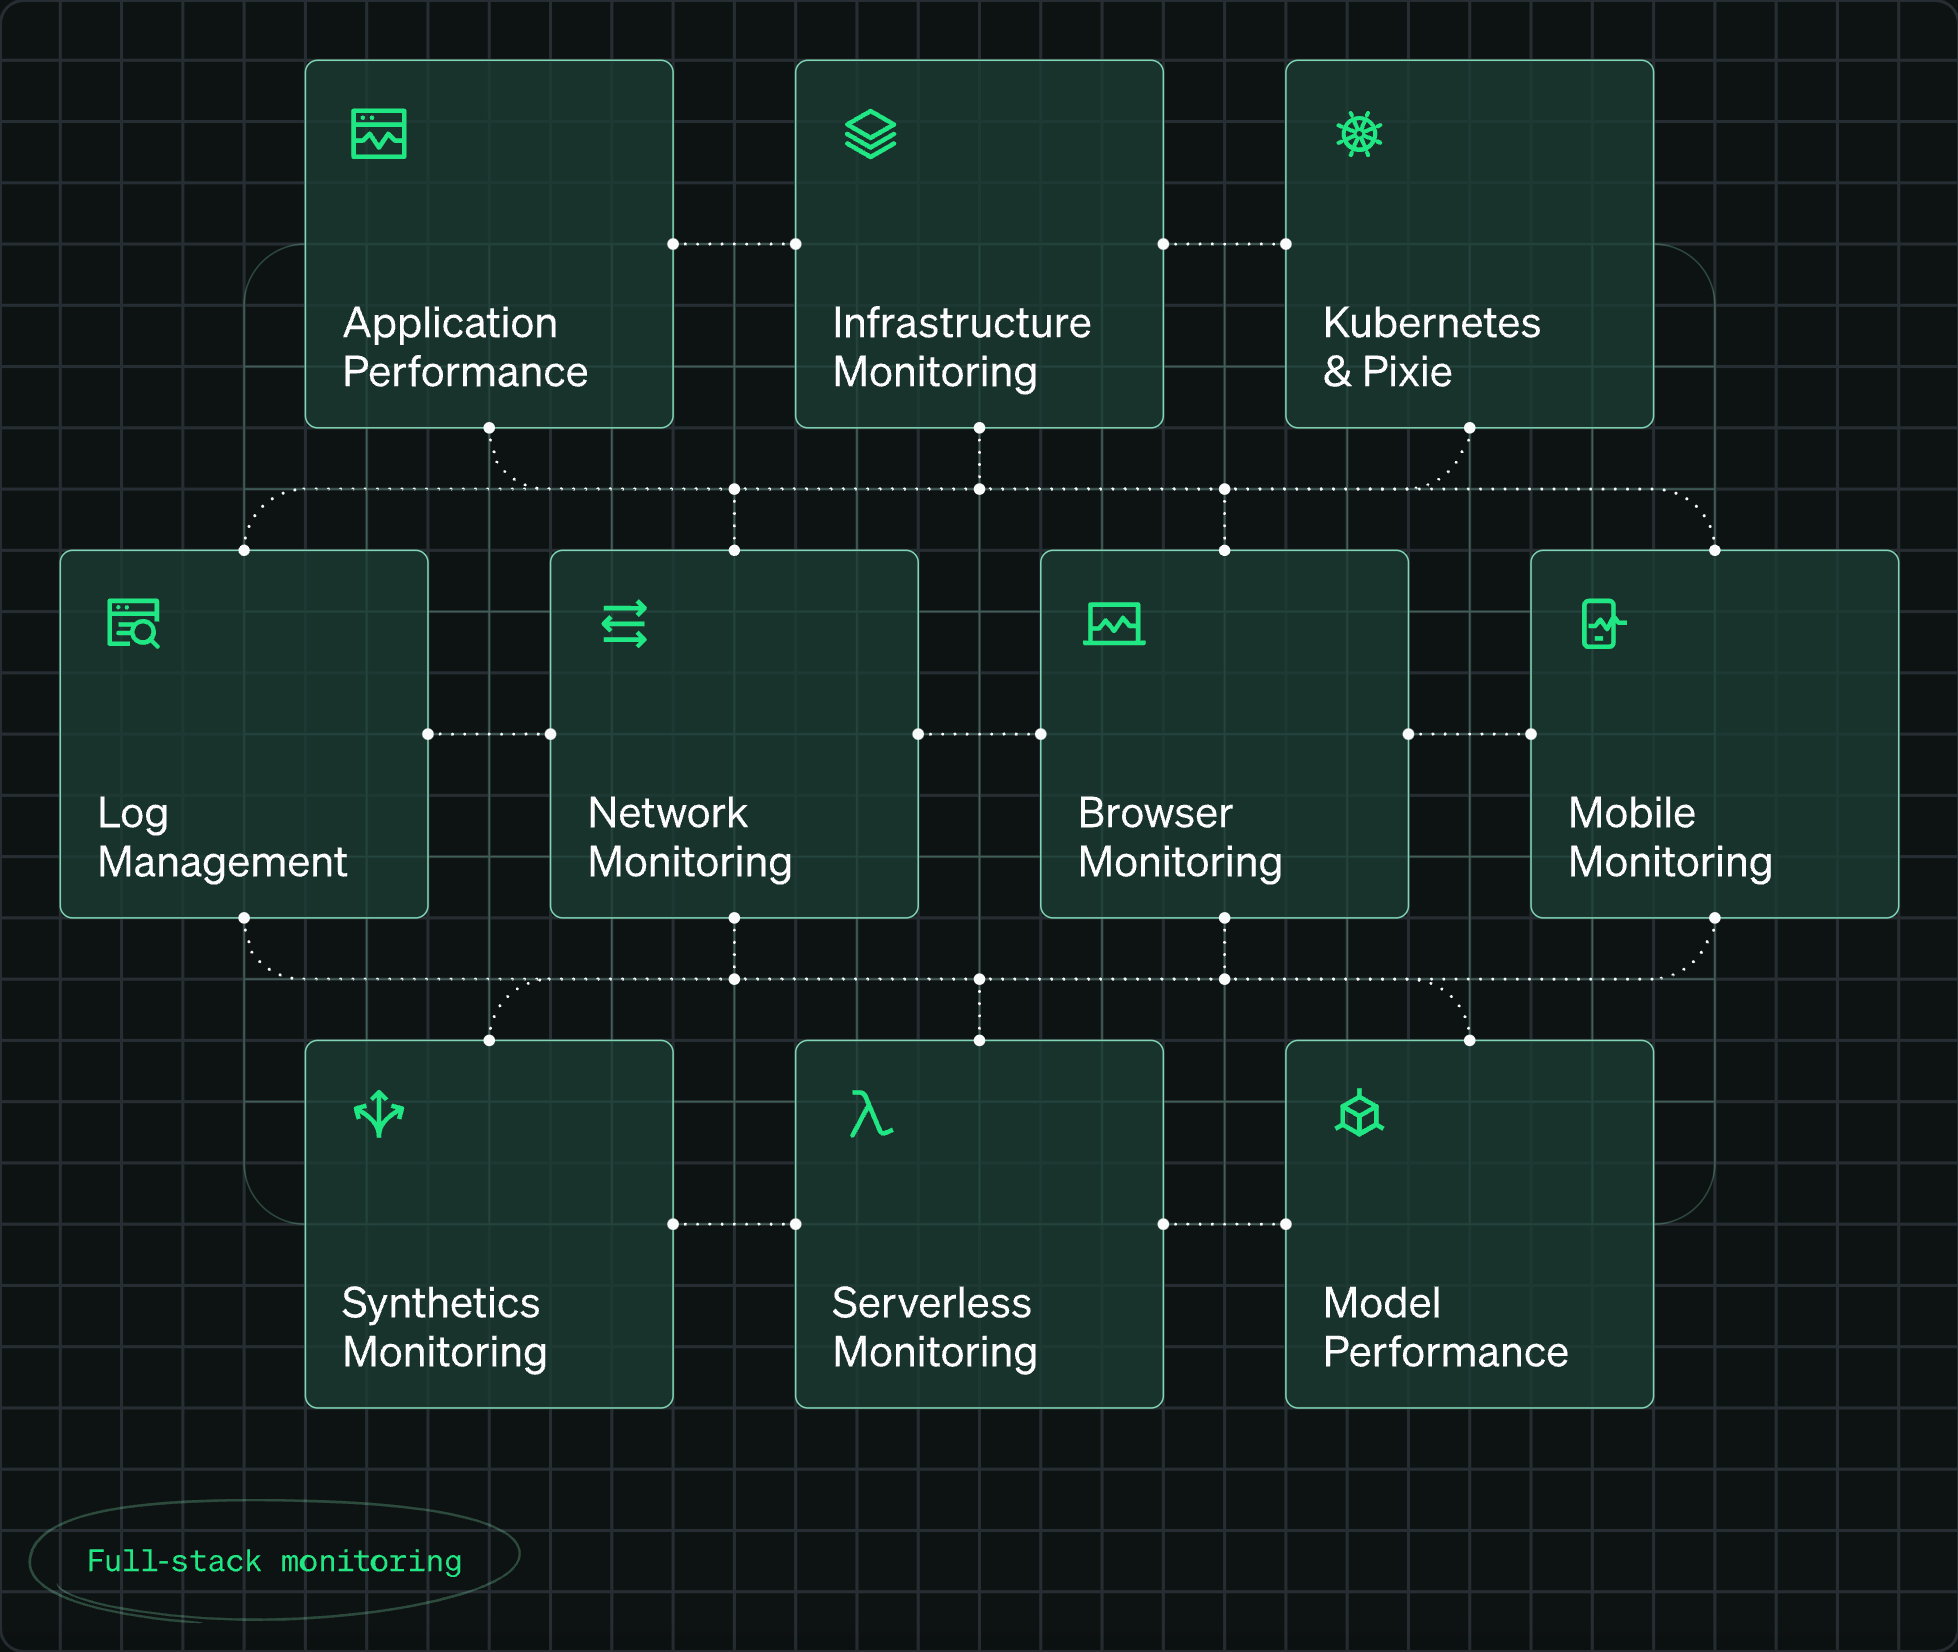 Application
Performance
Infrastructure
Monitoring
Kubernetes
& Pixie
Log
Management
Network
Monitoring
Browser
Monitoring
Mobile
Monitoring
Synthetics
Monitoring
Serverless
Monitoring
Model
Performance
Full-stack monitoring